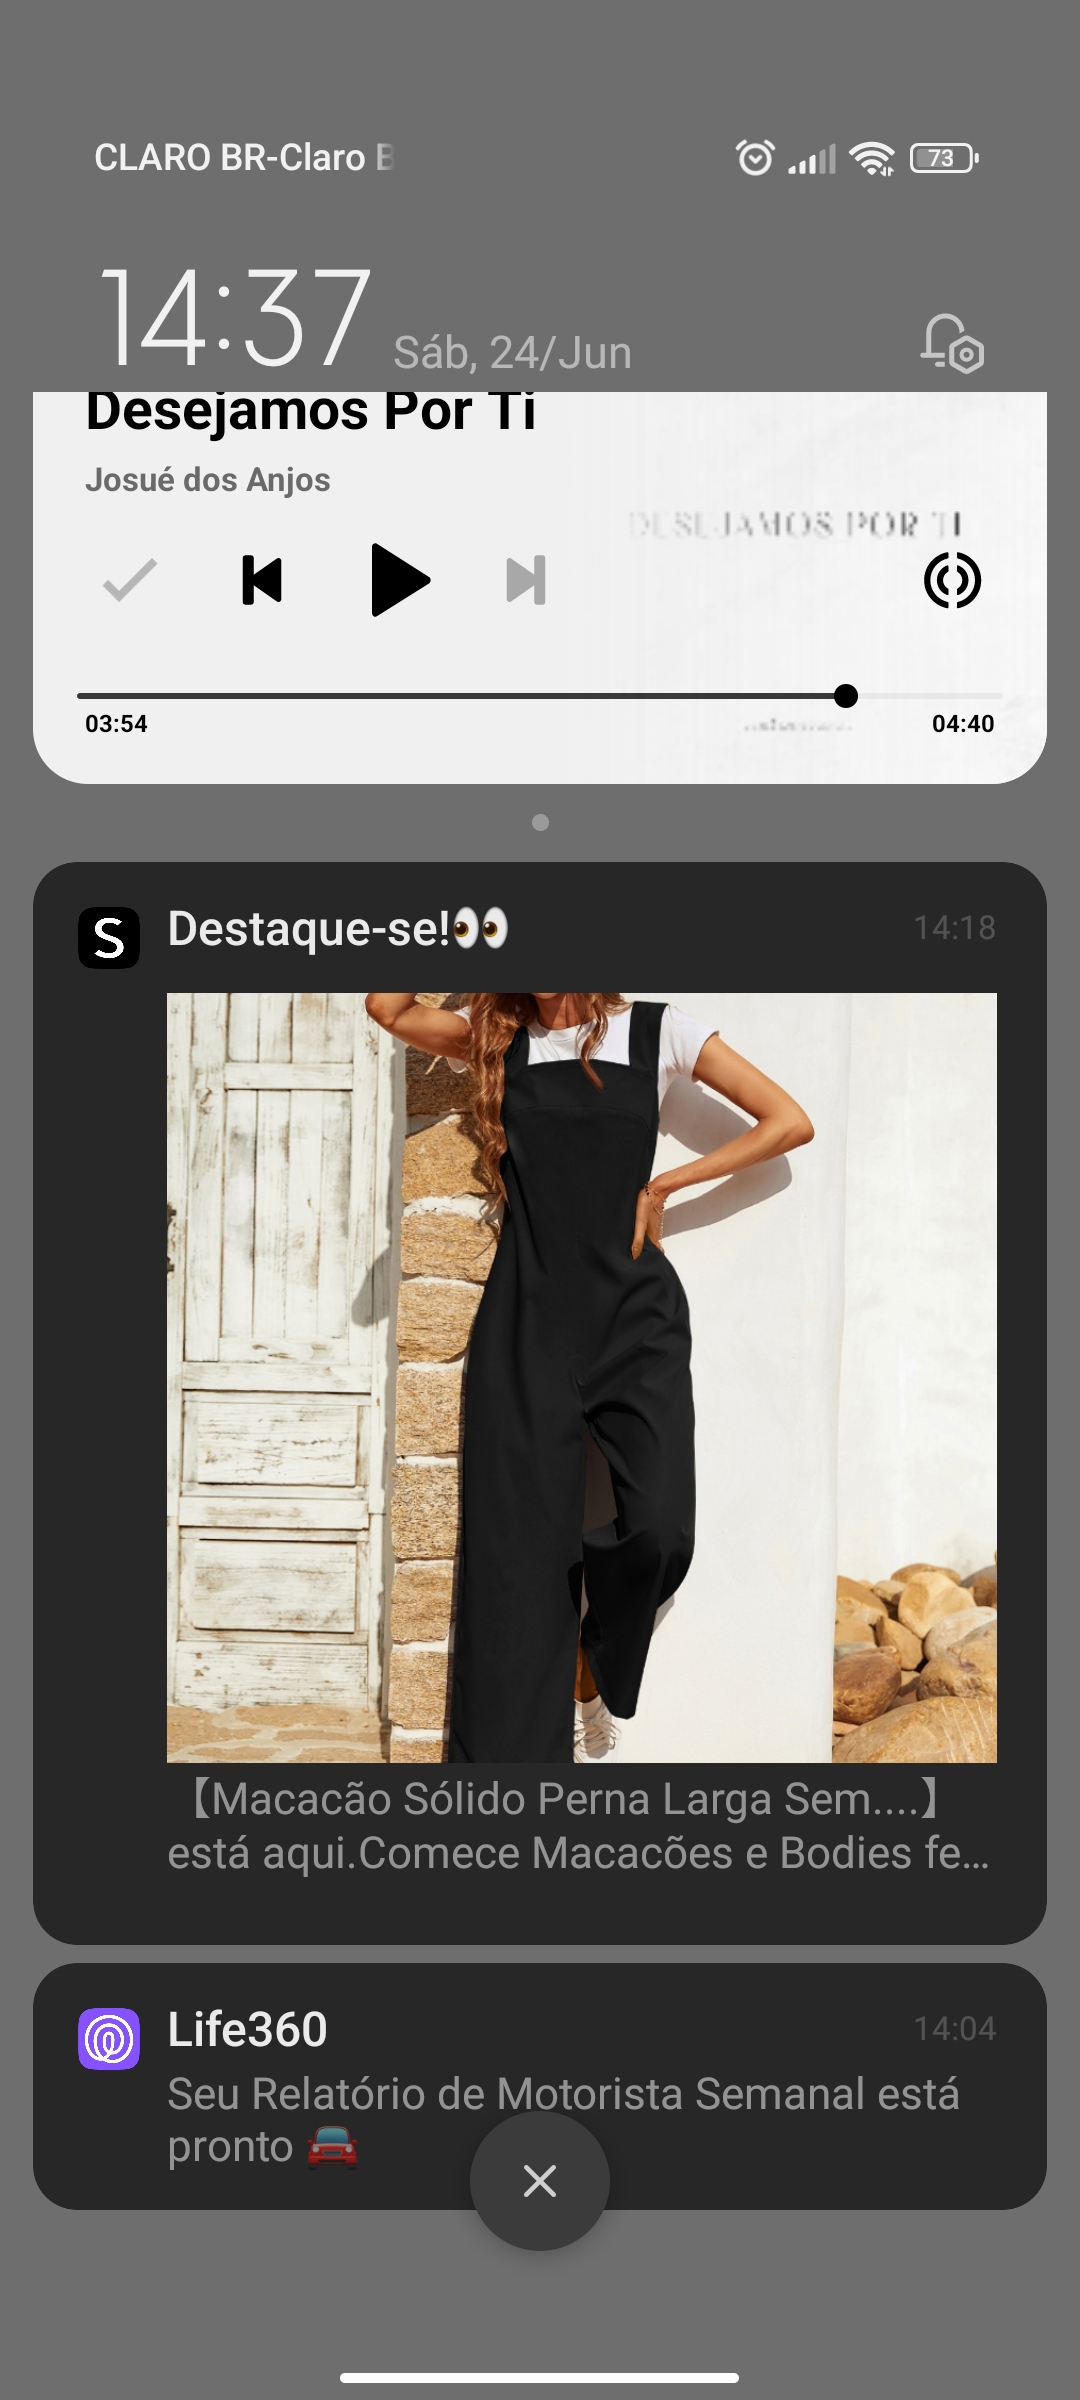 CLARO BR-Claro
73
14:37 Sáb, 24/Jun
Desejamos Por Ti
Josué dos Anjos
DESEJAMOS POR TI
03:54
04:40
S Destaque-se!👀 14:18
【Macacão Sólido Perna Larga Sem....】
está aqui.Comece Macacões e Bodies fe...
Life360 14:04
Seu Relatório de Motorista Semanal está
pronto 🚘